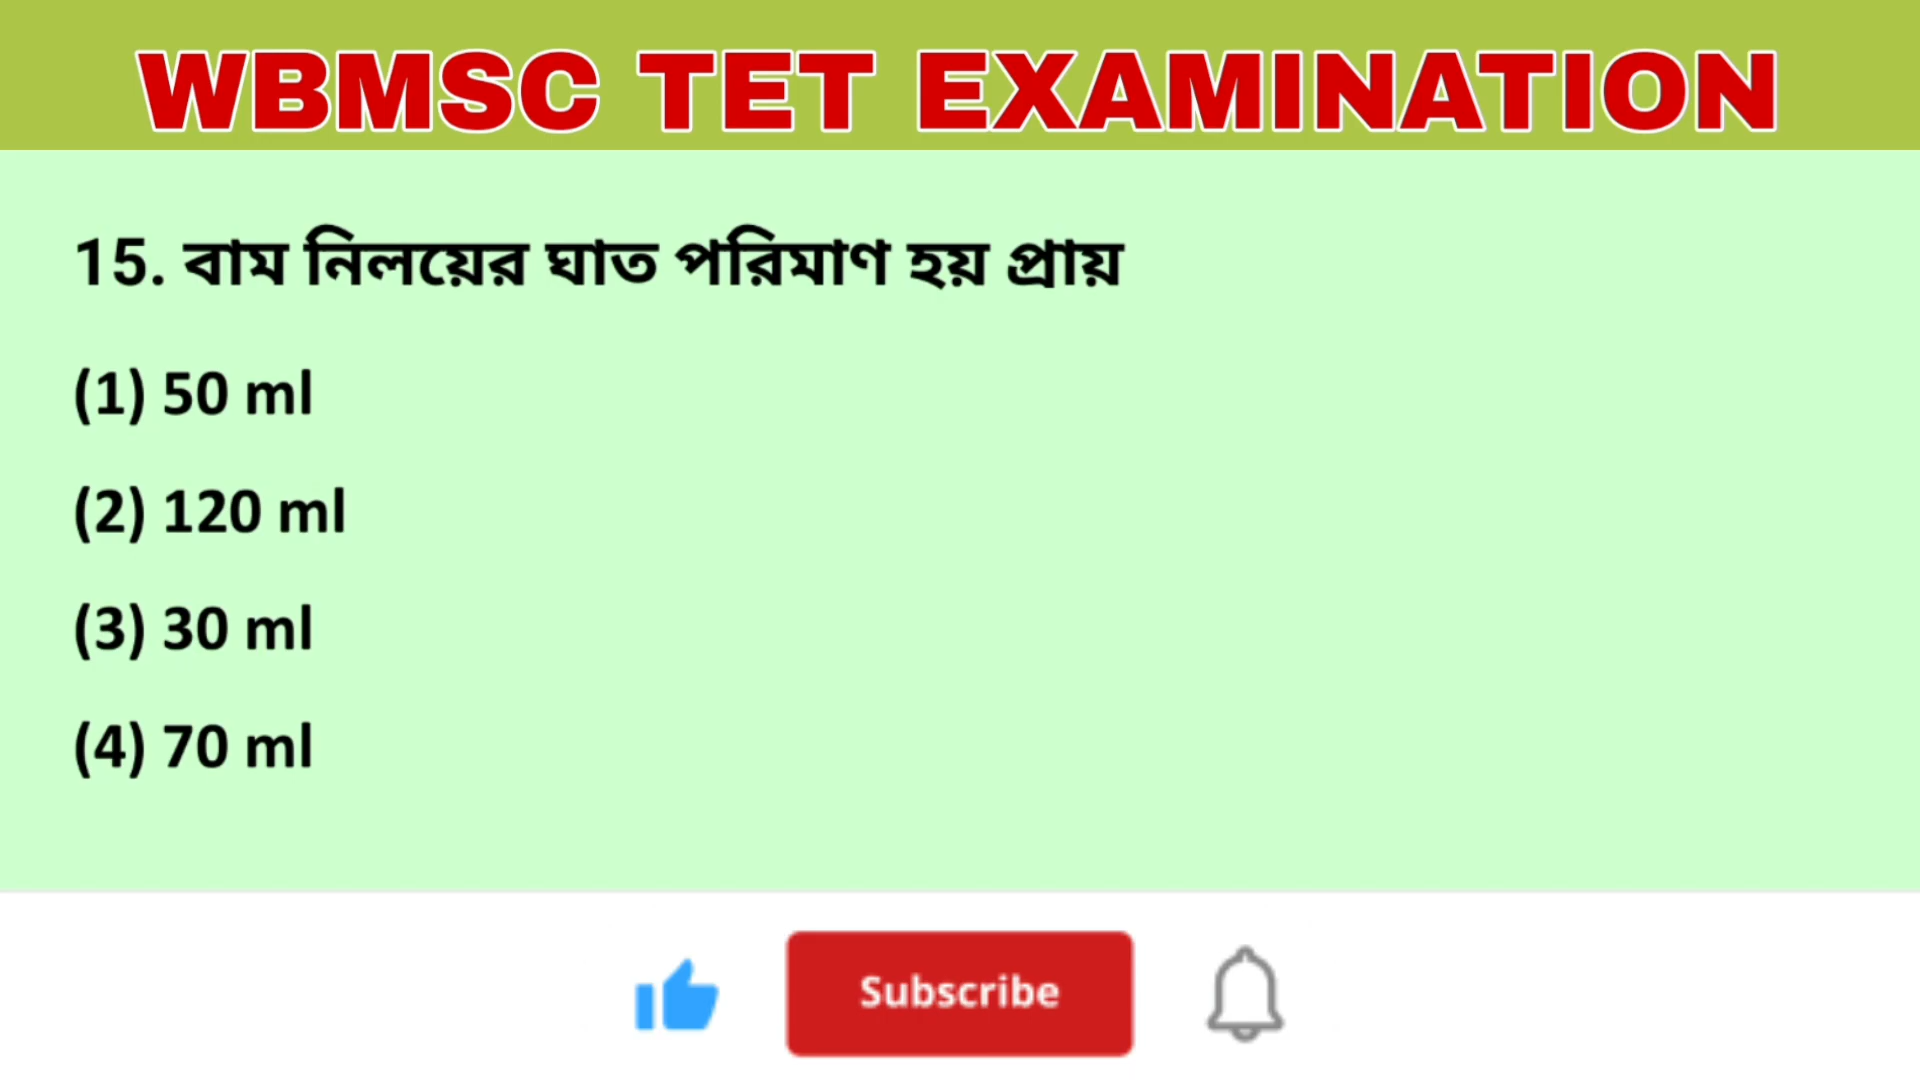 WBMSC TET EXAMINATION
15. বাম নিলয়ের ঘাত পরিমাণ হয় প্রায়
(1) 50 ml
(2) 120 ml
(3) 30 ml
(4) 70 ml
Subscribe